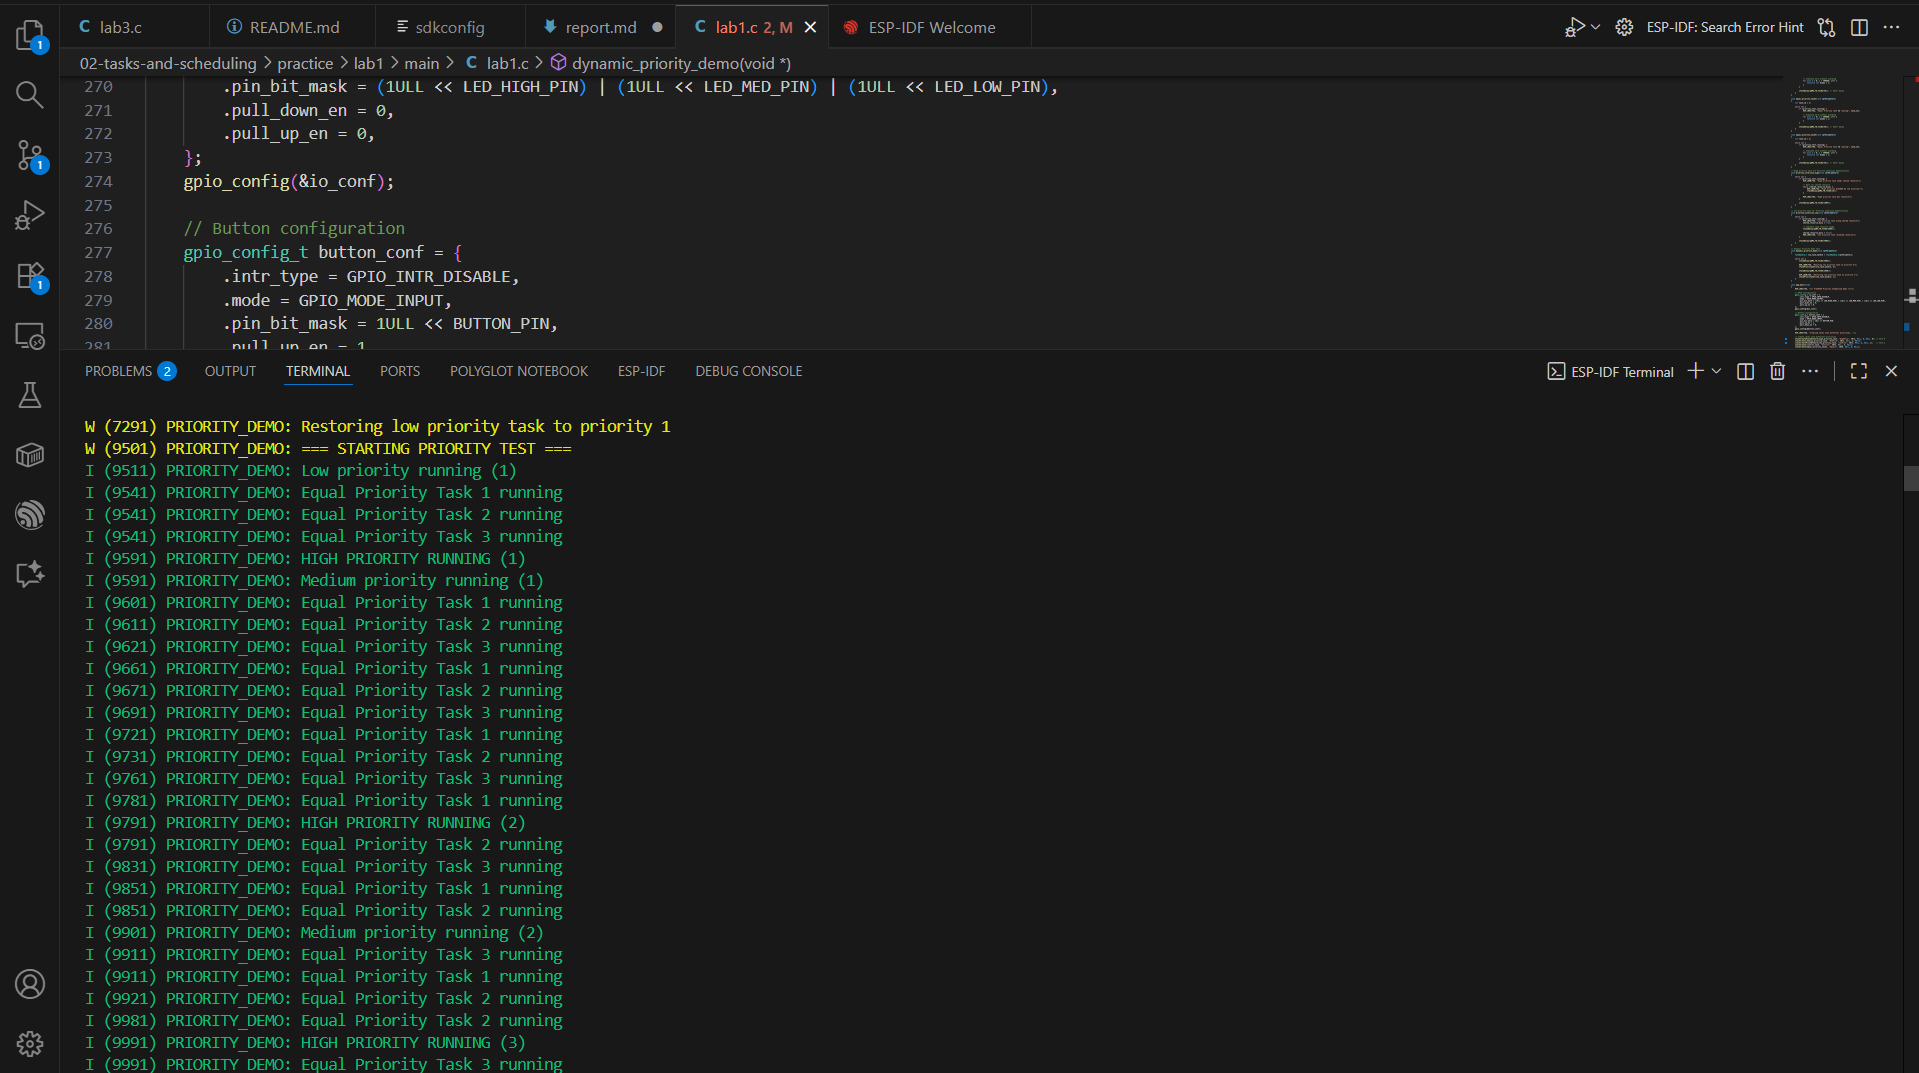 lab3.c README.md sdkconfig report.md lab1.c 2, M ESP-IDF Welcome ESP-IDF: Search Error Hint
02-tasks-and-scheduling > practice > lab1 > main > C lab1.c > dynamic_priority_demo(void *)
270 .pin_bit_mask = (1ULL << LED_HIGH_PIN) | (1ULL << LED_MED_PIN) | (1ULL << LED_LOW_PIN),
271 .pull_down_en = 0,
272 .pull_up_en = 0,
273 };
274 gpio_config(&io_conf);
275
276 // Button configuration
277 gpio_config_t button_conf = {
278 .intr_type = GPIO_INTR_DISABLE,
279 .mode = GPIO_MODE_INPUT,
280 .pin_bit_mask = 1ULL << BUTTON_PIN,
281 .pull_up_en = 1
PROBLEMS 2 OUTPUT TERMINAL PORTS POLYGLOT NOTEBOOK ESP-IDF DEBUG CONSOLE ESP-IDF Terminal
W (7291) PRIORITY_DEMO: Restoring low priority task to priority 1
W (9501) PRIORITY_DEMO: === STARTING PRIORITY TEST ===
I (9511) PRIORITY_DEMO: Low priority running (1)
I (9541) PRIORITY_DEMO: Equal Priority Task 1 running
I (9541) PRIORITY_DEMO: Equal Priority Task 2 running
I (9541) PRIORITY_DEMO: Equal Priority Task 3 running
I (9591) PRIORITY_DEMO: HIGH PRIORITY RUNNING (1)
I (9591) PRIORITY_DEMO: Medium priority running (1)
I (9601) PRIORITY_DEMO: Equal Priority Task 1 running
I (9611) PRIORITY_DEMO: Equal Priority Task 2 running
I (9621) PRIORITY_DEMO: Equal Priority Task 3 running
I (9661) PRIORITY_DEMO: Equal Priority Task 1 running
I (9671) PRIORITY_DEMO: Equal Priority Task 2 running
I (9691) PRIORITY_DEMO: Equal Priority Task 3 running
I (9721) PRIORITY_DEMO: Equal Priority Task 1 running
I (9731) PRIORITY_DEMO: Equal Priority Task 2 running
I (9761) PRIORITY_DEMO: Equal Priority Task 3 running
I (9781) PRIORITY_DEMO: Equal Priority Task 1 running
I (9791) PRIORITY_DEMO: HIGH PRIORITY RUNNING (2)
I (9791) PRIORITY_DEMO: Equal Priority Task 2 running
I (9831) PRIORITY_DEMO: Equal Priority Task 3 running
I (9851) PRIORITY_DEMO: Equal Priority Task 1 running
I (9851) PRIORITY_DEMO: Equal Priority Task 2 running
I (9901) PRIORITY_DEMO: Medium priority running (2)
I (9911) PRIORITY_DEMO: Equal Priority Task 3 running
I (9911) PRIORITY_DEMO: Equal Priority Task 1 running
I (9921) PRIORITY_DEMO: Equal Priority Task 2 running
I (9981) PRIORITY_DEMO: Equal Priority Task 2 running
I (9991) PRIORITY_DEMO: HIGH PRIORITY RUNNING (3)
I (9991) PRIORITY_DEMO: Equal Priority Task 3 running